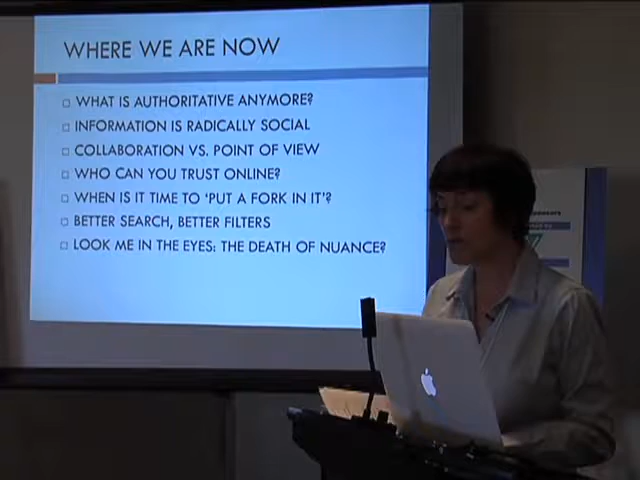 WHERE WE ARE NOW
WHAT IS AUTHORITATIVE ANYMORE?
INFORMATION IS RADICALLY SOCIAL
COLLABORATION VS. POINT OF VIEW
WHO CAN YOU TRUST ONLINE?
WHEN IS IT TIME TO 'PUT A FORK IN IT'?
BETTER SEARCH, BETTER FILTERS
LOOK ME IN THE EYES: THE DEATH OF NUANCE?